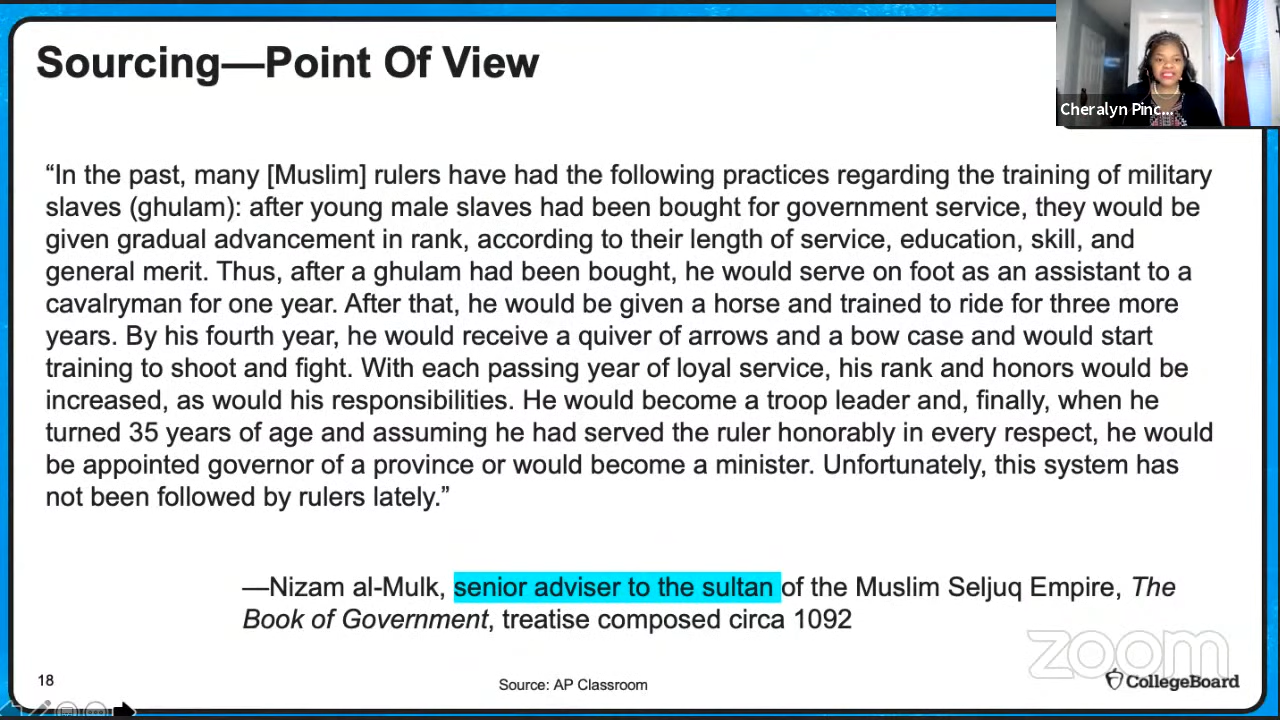 Sourcing—Point Of View
Cheralyn Pinc...
“In the past, many [Muslim] rulers have had the following practices regarding the training of military
slaves (ghulam): after young male slaves had been bought for government service, they would be
given gradual advancement in rank, according to their length of service, education, skill, and
general merit. Thus, after a ghulam had been bought, he would serve on foot as an assistant to a
cavalryman for one year. After that, he would be given a horse and trained to ride for three more
years. By his fourth year, he would receive a quiver of arrows and a bow case and would start
training to shoot and fight. With each passing year of loyal service, his rank and honors would be
increased, as would his responsibilities. He would become a troop leader and, finally, when he
turned 35 years of age and assuming he had served the ruler honorably in every respect, he would
be appointed governor of a province or would become a minister. Unfortunately, this system has
not been followed by rulers lately.”
—Nizam al-Mulk, senior adviser to the sultan of the Muslim Seljuq Empire, The
Book of Government, treatise composed circa 1092
zoom
18
Source: AP Classroom
CollegeBoard